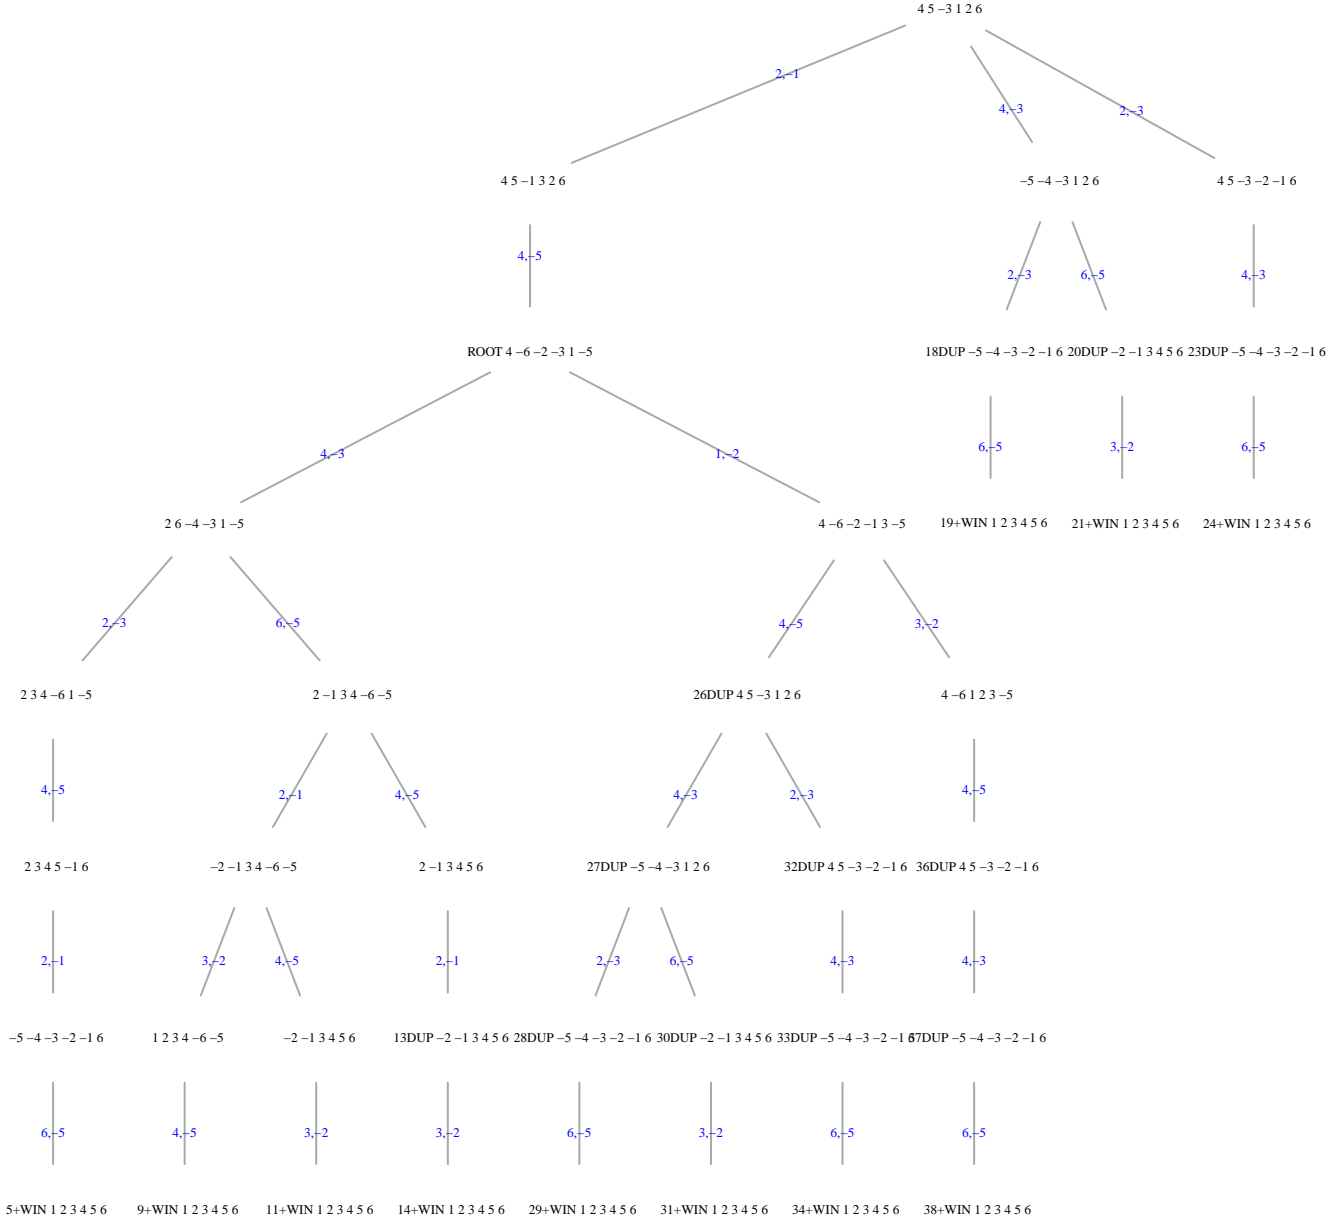 4 5 −3 1 2 6
2,−1
4,−3
2,−3
4 5 −1 3 2 6
−5 −4 −3 1 2 6
4 5 −3 −2 −1 6
4,−5
2,−3
6,−5
4,−3
ROOT 4 −6 −2 −3 1 −5
18DUP −5 −4 −3 −2 −1 6
20DUP −2 −1 3 4 5 6
23DUP −5 −4 −3 −2 −1 6
4,−3
1,−2
6,−5
3,−2
6,−5
2 6 −4 −3 1 −5
4 −6 −2 −1 3 −5
19+WIN 1 2 3 4 5 6
21+WIN 1 2 3 4 5 6
24+WIN 1 2 3 4 5 6
2,−3
6,−5
4,−5
3,−2
2 3 4 −6 1 −5
2 −1 3 4 −6 −5
26DUP 4 5 −3 1 2 6
4 −6 1 2 3 −5
4,−5
2,−1
4,−5
4,−3
2,−3
4,−5
2 3 4 5 −1 6
−2 −1 3 4 −6 −5
2 −1 3 4 5 6
27DUP −5 −4 −3 1 2 6
32DUP 4 5 −3 −2 −1 6
36DUP 4 5 −3 −2 −1 6
2,−1
3,−2
4,−5
2,−1
2,−3
6,−5
4,−3
4,−3
−5 −4 −3 −2 −1 6
1 2 3 4 −6 −5
−2 −1 3 4 5 6
13DUP −2 −1 3 4 5 6
28DUP −5 −4 −3 −2 −1 6
30DUP −2 −1 3 4 5 6
33DUP −5 −4 −3 −2 −1 6
37DUP −5 −4 −3 −2 −1 6
6,−5
4,−5
3,−2
3,−2
6,−5
3,−2
6,−5
6,−5
5+WIN 1 2 3 4 5 6
9+WIN 1 2 3 4 5 6
11+WIN 1 2 3 4 5 6
14+WIN 1 2 3 4 5 6
29+WIN 1 2 3 4 5 6
31+WIN 1 2 3 4 5 6
34+WIN 1 2 3 4 5 6
38+WIN 1 2 3 4 5 6